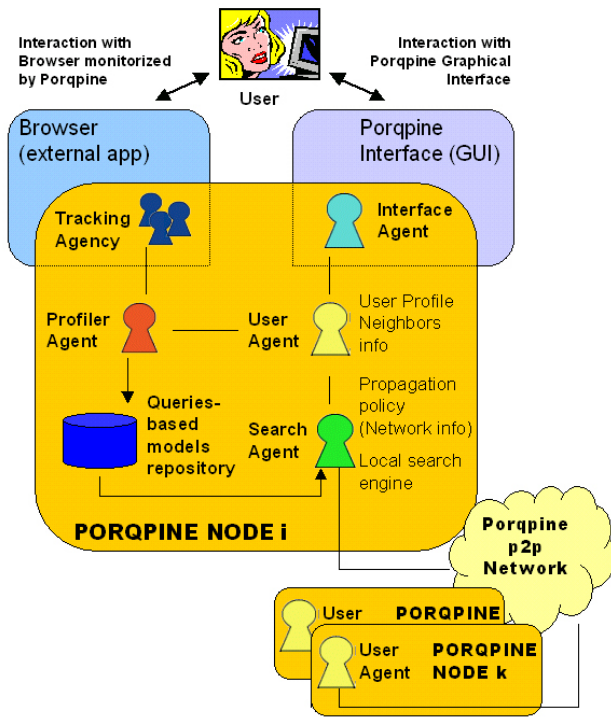 Interaction with
Browser monitorized
by Porqpine
Interaction with
Porqpine Graphical
Interface
User
Browser
(external app)
Porqpine
Interface (GUI)
Tracking
Agency
Interface
Agent
Profiler
Agent
User
Agent
User Profile
Neighbors
info
Queries-
based
models
repository
Search
Agent
Propagation
policy
(Network info)
Local search
engine
PORQPINE NODE i
Porqpine
p2p
Network
User PORQPINE
User PORQPINE
Agent NODE k